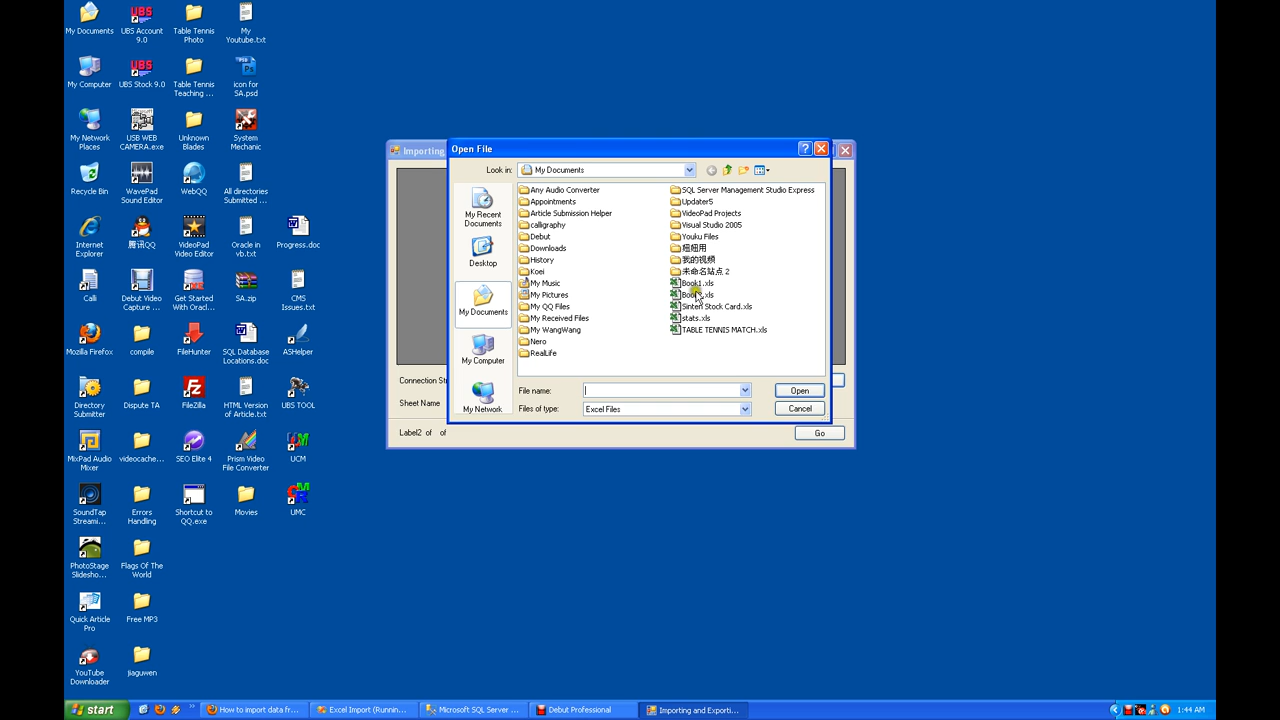 My Documents
UBS Account 9.0
Table Tennis Photo
My Youtube.txt
My Computer
UBS Stock 9.0
Table Tennis Teaching ...
icon for SA.psd
My Network Places
USB WEB CAMERA.exe
Unknown Blades
System Mechanic
Recycle Bin
WavePad Sound Editor
WebQQ
All directories Submitted ...
Internet Explorer
腾讯QQ
VideoPad Video Editor
Oracle in vb.txt
Progress.doc
Calli
Debut Video Capture ...
Get Started With Oracl...
SA.zip
CMS Issues.txt
Mozilla Firefox
compile
FileHunter
SQL Database Locations.doc
ASHelper
Directory Submitter
Dispute TA
FileZilla
HTML Version of Article.txt
UBS TOOL
MixPad Audio Mixer
videocache...
SEO Elite 4
Prism Video File Converter
UCM
SoundTap Streami...
Errors Handling
Shortcut to QQ.exe
Movies
UMC
PhotoStage Slidesho...
Flags Of The World
Quick Article Pro
Free MP3
YouTube Downloader
jiaguwen
Importing
Open File
Look in:
My Documents
My Recent Documents
Desktop
My Documents
My Computer
My Network
Any Audio Converter
Appointments
Article Submission Helper
calligraphy
Debut
Downloads
History
Koei
My Music
My Pictures
My QQ Files
My Received Files
My WangWang
Nero
RealLife
SQL Server Management Studio Express
Updater5
VideoPad Projects
Visual Studio 2005
Youku Files
我的视频
未命名站点 2
Book1.xls
Sinten Stock Card.xls
stats.xls
TABLE TENNIS MATCH.xls
File name:
Open
Files of type:
Excel Files
Cancel
Connection Str
Sheet Name
Label2 of of
Go
start
How to import data fr...
Excel Import (Runnin...
Microsoft SQL Server ...
Debut Professional
Importing and Exporti...
1:44 AM